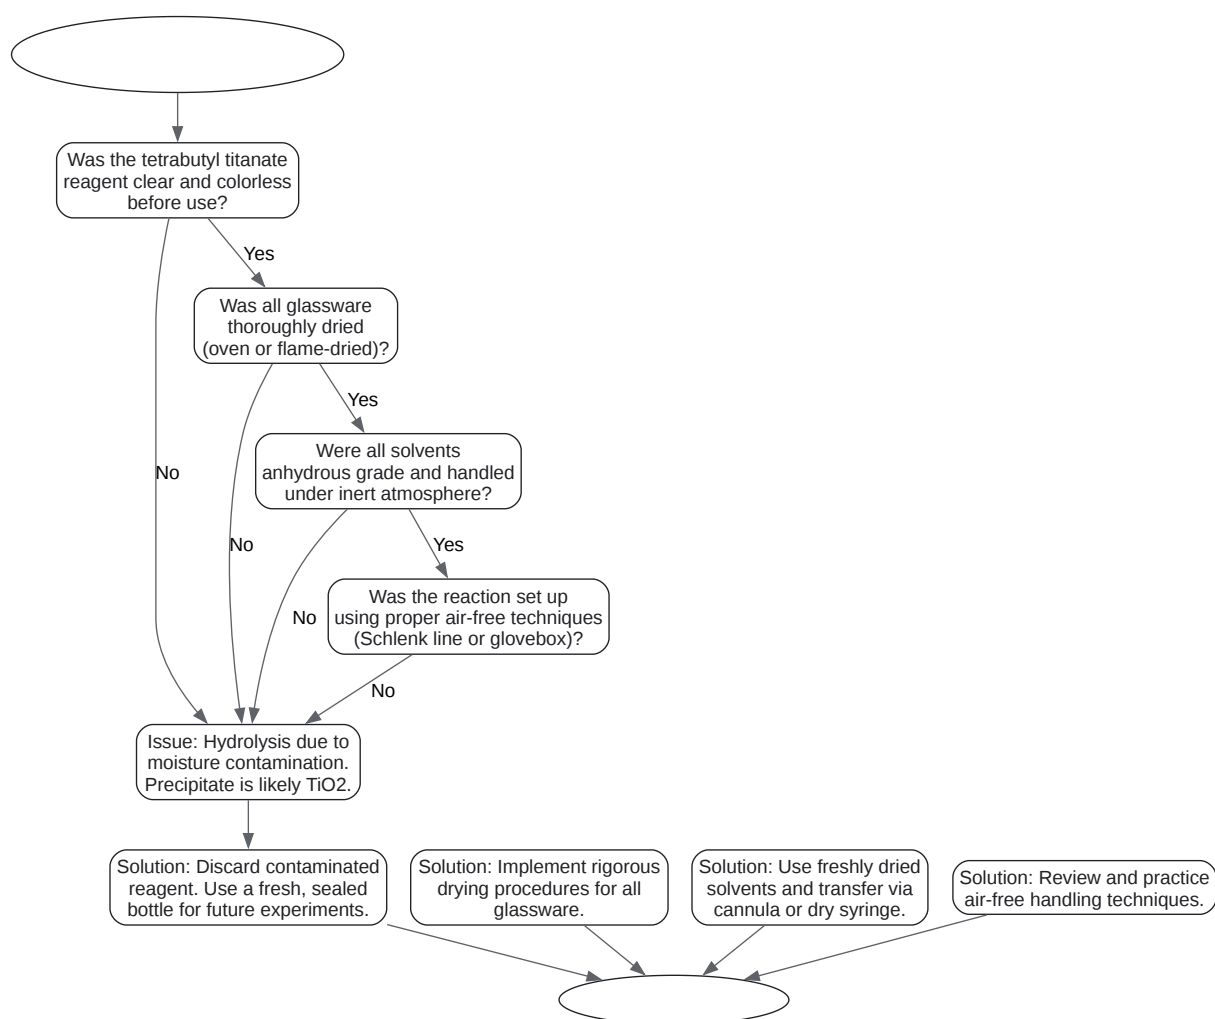 Was the tetrabutyl titanate
reagent clear and colorless
before use?
Yes
Was all glassware
thoroughly dried
(oven or flame-dried)?
Yes
Were all solvents
anhydrous grade and handled
under inert atmosphere?
No
No
Yes
Was the reaction set up
using proper air-free techniques
(Schlenk line or glovebox)?
No
No
Issue: Hydrolysis due to
moisture contamination.
Precipitate is likely TiO2.
Solution: Discard contaminated
reagent. Use a fresh, sealed
bottle for future experiments.
Solution: Implement rigorous
drying procedures for all
glassware.
Solution: Use freshly dried
solvents and transfer via
cannula or dry syringe.
Solution: Review and practice
air-free handling techniques.